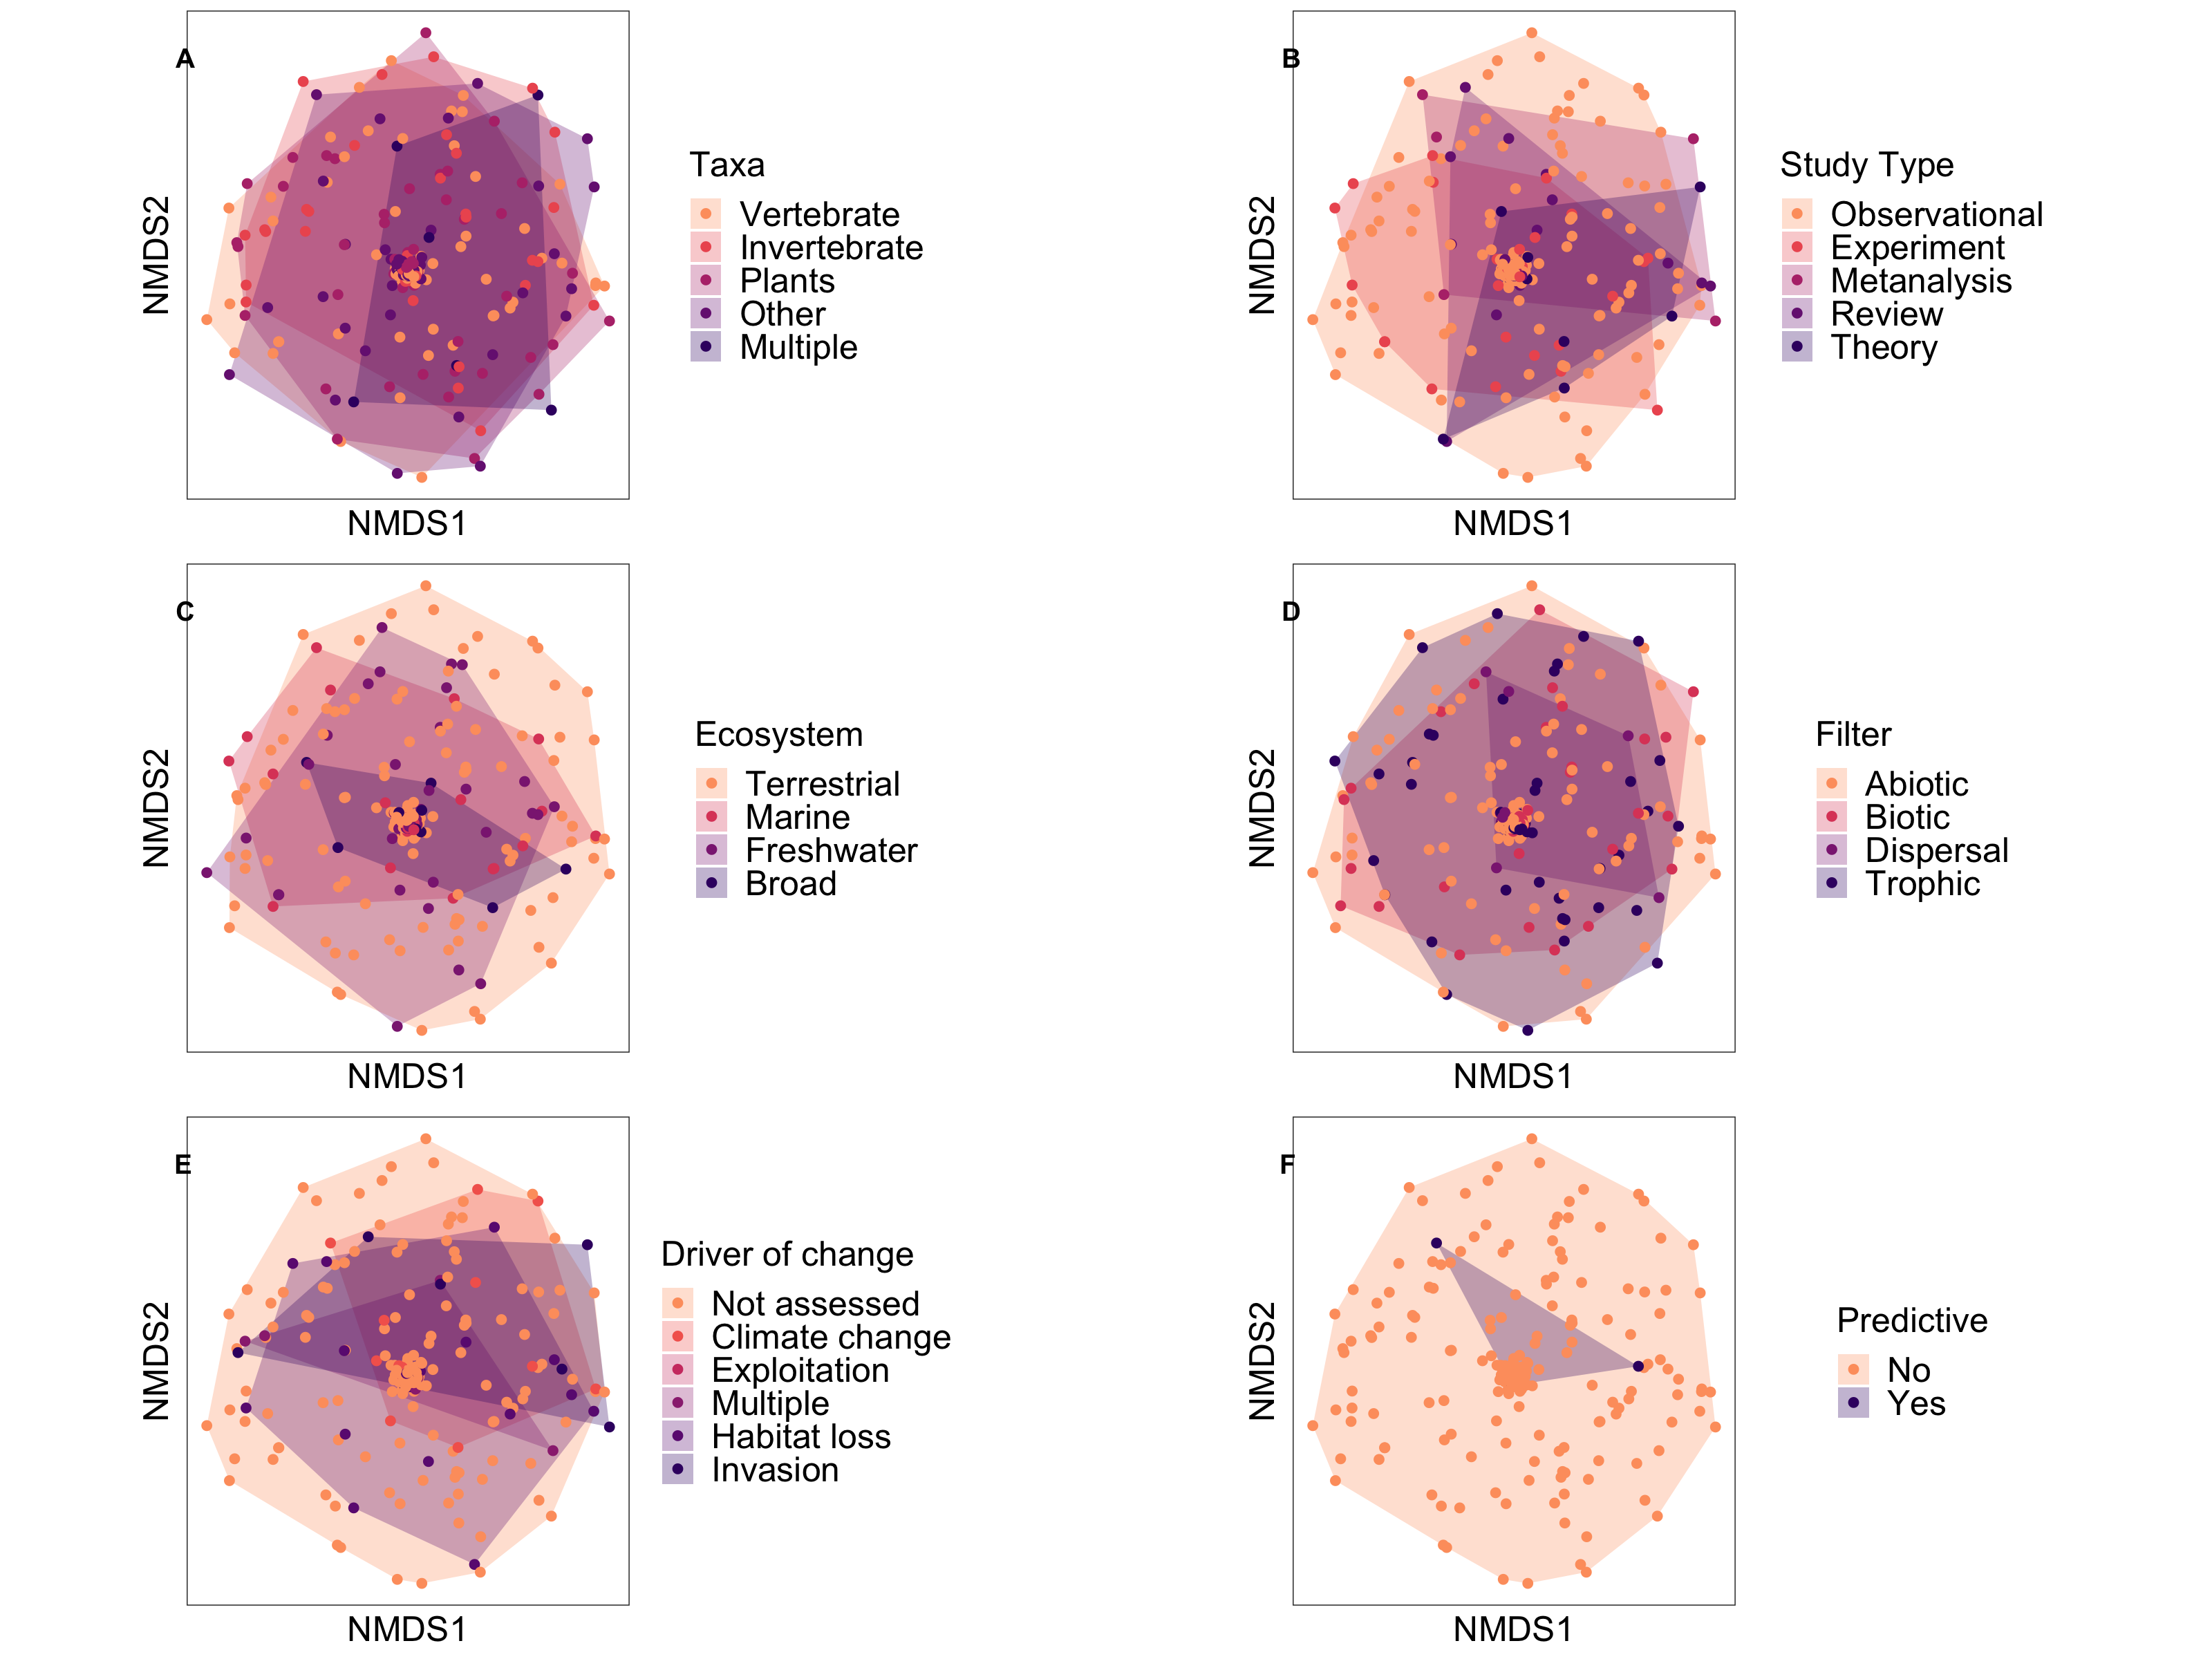 A
NMDS2
NMDS1
Taxa
Vertebrate
Invertebrate
Plants
Other
Multiple
B
NMDS2
NMDS1
Study Type
Observational
Experiment
Metanalysis
Review
Theory
C
NMDS2
NMDS1
Ecosystem
Terrestrial
Marine
Freshwater
Broad
D
NMDS2
NMDS1
Filter
Abiotic
Biotic
Dispersal
Trophic
E
NMDS2
NMDS1
Driver of change
Not assessed
Climate change
Exploitation
Multiple
Habitat loss
Invasion
F
NMDS2
NMDS1
Predictive
No
Yes